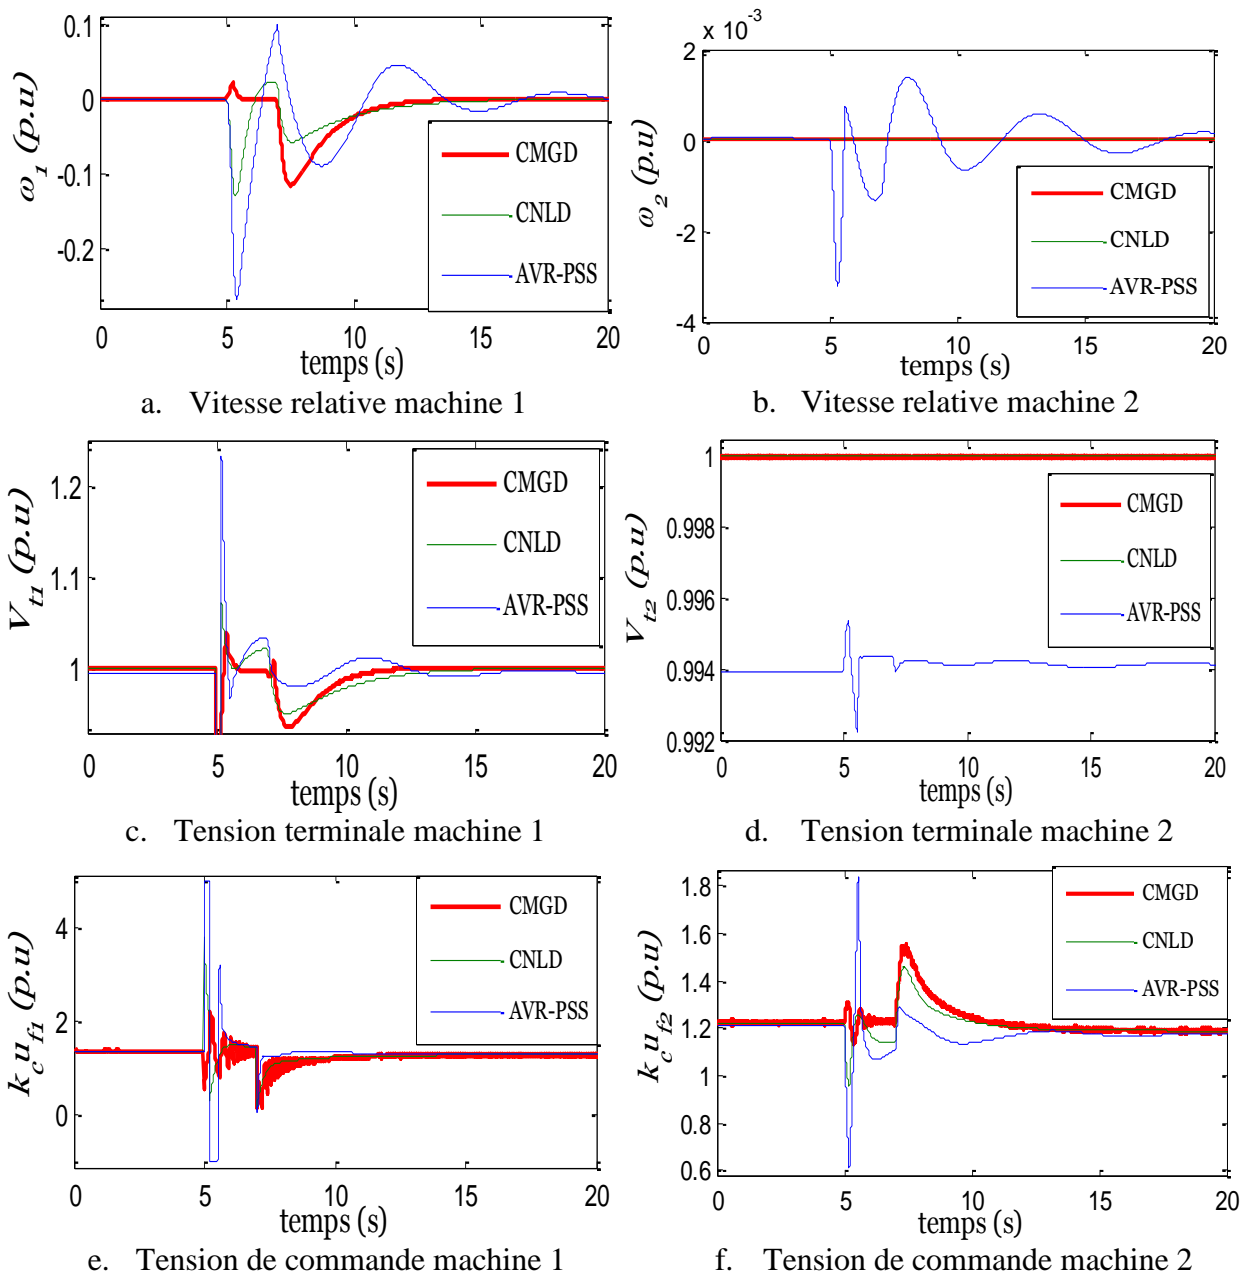 0.1
0
-0.1
-0.2
ω1 (p.u)
CMGD
CNLD
AVR-PSS
0 5 10 15 20
temps (s)
a. Vitesse relative machine 1
x 10-3
2
0
-2
-4
ω2 (p.u)
CMGD
CNLD
AVR-PSS
0 5 10 15 20
temps (s)
b. Vitesse relative machine 2
1.2
1.1
1
Vt1 (p.u)
CMGD
CNLD
AVR-PSS
0 5 10 15 20
temps (s)
c. Tension terminale machine 1
1
0.998
0.996
0.994
0.992
Vt2 (p.u)
CMGD
CNLD
AVR-PSS
0 5 10 15 20
temps (s)
d. Tension terminale machine 2
4
2
0
kc uf1 (p.u)
CMGD
CNLD
AVR-PSS
0 5 10 15 20
temps (s)
e. Tension de commande machine 1
1.8
1.6
1.4
1.2
1
0.8
0.6
kc uf2 (p.u)
CMGD
CNLD
AVR-PSS
0 5 10 15 20
temps (s)
f. Tension de commande machine 2